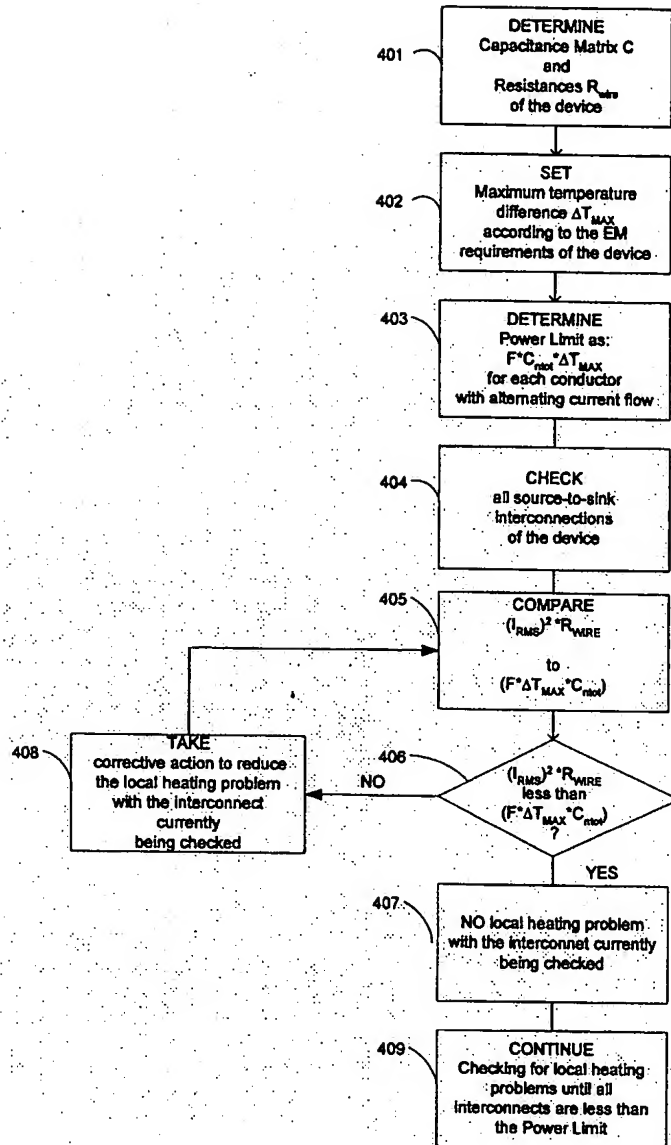 401
DETERMINE
Capacitance Matrix C
and
Resistances R_wire
of the device
402
SET
Maximum temperature
difference ΔT_MAX
according to the EM
requirements of the device
403
DETERMINE
Power Limit as:
F*C_ntot*ΔT_MAX
for each conductor
with alternating current flow
404
CHECK
all source-to-sink
interconnections
of the device
405
COMPARE
(I_RMS)² *R_WIRE
to
(F*ΔT_MAX*C_ntot)
406
(I_RMS)² *R_WIRE
less than
(F*ΔT_MAX*C_ntot)
?
NO
YES
408
TAKE
corrective action to reduce
the local heating problem
with the interconnect
currently
being checked
407
NO local heating problem
with the interconnet currently
being checked
409
CONTINUE
Checking for local heating
problems until all
interconnects are less than
the Power Limit